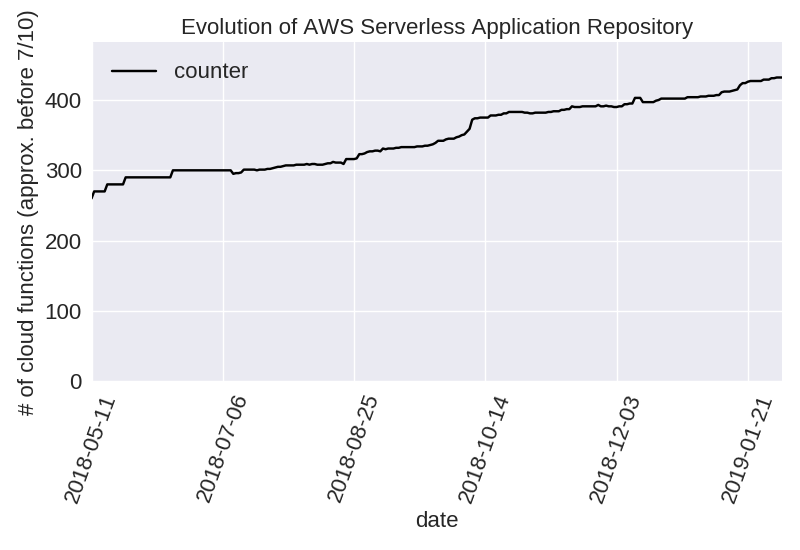 Evolution of AWS Serverless Application Repository
# of cloud functions (approx. before 7/10)
counter
400
300
200
100
0
2018-05-11
2018-07-06
2018-08-25
2018-10-14
2018-12-03
2019-01-21
date